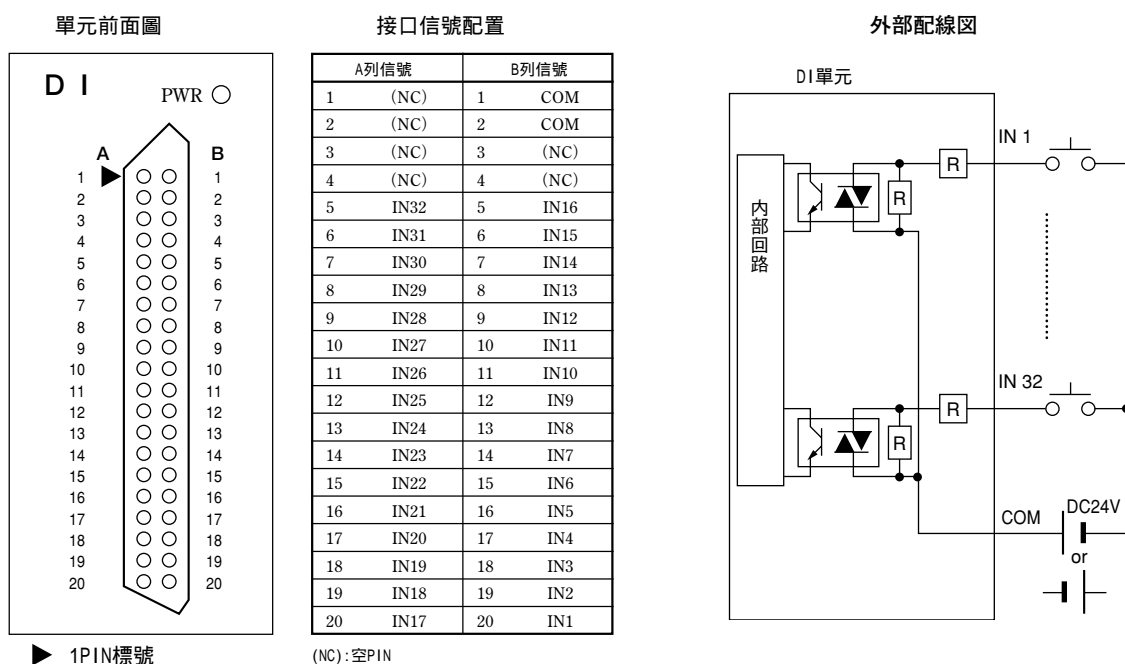 單元前面圖
DI
PWR
A B
1 1
2 2
3 3
4 4
5 5
6 6
7 7
8 8
9 9
10 10
11 11
12 12
13 13
14 14
15 15
16 16
17 17
18 18
19 19
20 20
1PIN標號
接口信號配置
A列信號 B列信號
1 (NC) 1 COM
2 (NC) 2 COM
3 (NC) 3 (NC)
4 (NC) 4 (NC)
5 IN32 5 IN16
6 IN31 6 IN15
7 IN30 7 IN14
8 IN29 8 IN13
9 IN28 9 IN12
10 IN27 10 IN11
11 IN26 11 IN10
12 IN25 12 IN9
13 IN24 13 IN8
14 IN23 14 IN7
15 IN22 15 IN6
16 IN21 16 IN5
17 IN20 17 IN4
18 IN19 18 IN3
19 IN18 19 IN2
20 IN17 20 IN1
(NC):空PIN
外部配線図
DI單元
内部回路
R
R
IN 1
R
R
IN 32
COM
DC24V
or